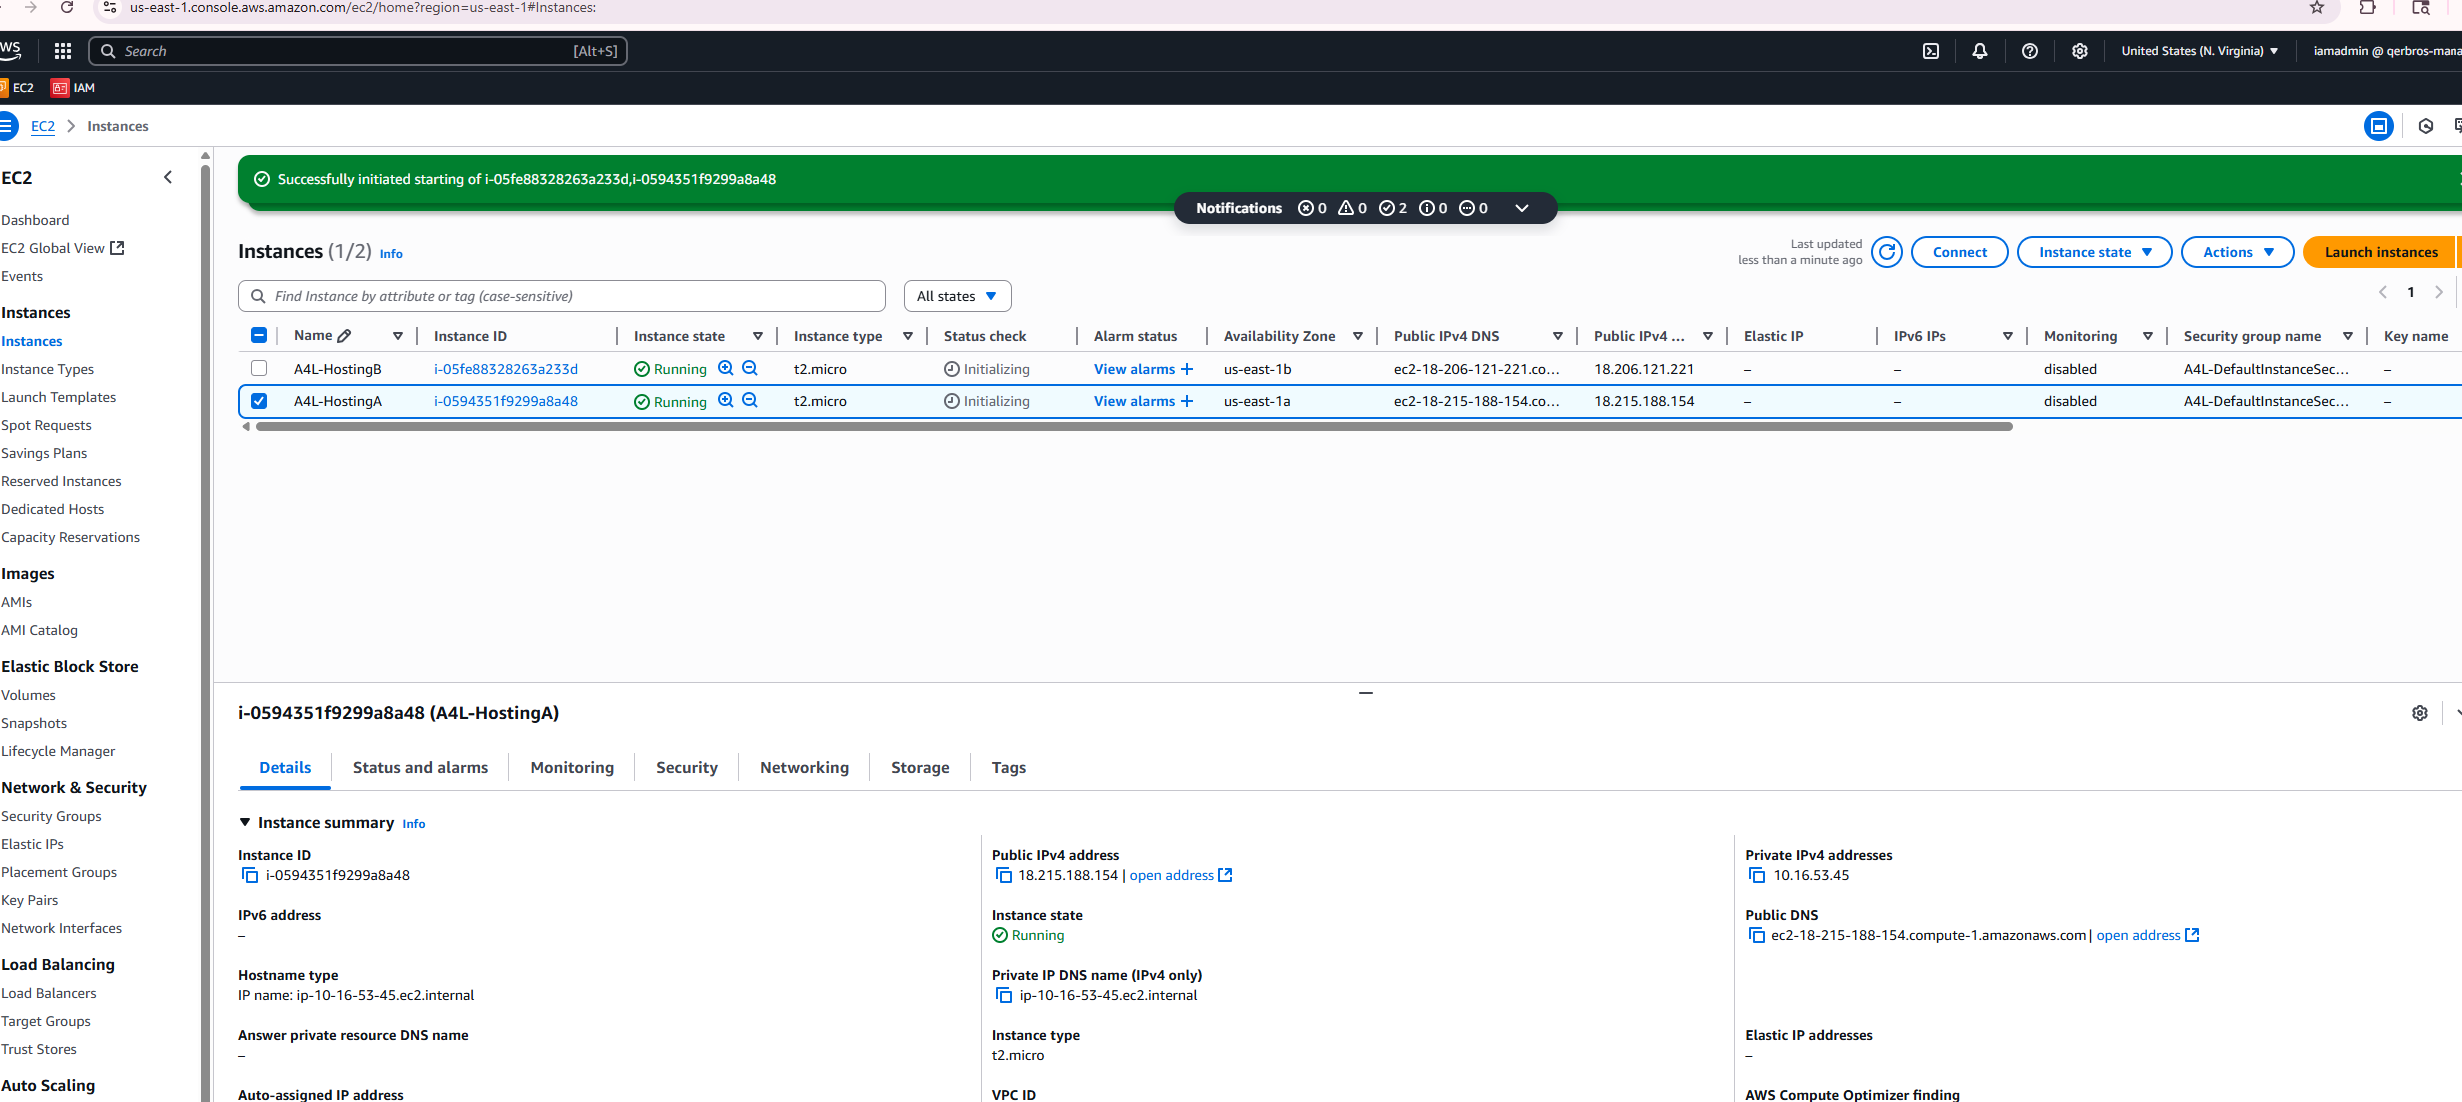 us-east-1.console.aws.amazon.com/ec2/home?region=us-east-1#Instances:
Search [Alt+S] United States (N. Virginia) iamadmin @ qerbros-mana
EC2 IAM
EC2 Instances
EC2
Dashboard
EC2 Global View
Events
Instances
Instances
Instance Types
Launch Templates
Spot Requests
Savings Plans
Reserved Instances
Dedicated Hosts
Capacity Reservations
Images
AMIs
AMI Catalog
Elastic Block Store
Volumes
Snapshots
Lifecycle Manager
Network & Security
Security Groups
Elastic IPs
Placement Groups
Key Pairs
Network Interfaces
Load Balancing
Load Balancers
Target Groups
Trust Stores
Auto Scaling
Successfully initiated starting of i-05fe88328263a233d,i-0594351f9299a8a48
Notifications 0 0 2 0 0
Instances (1/2) Info
Last updated
less than a minute ago
Connect Instance state Actions Launch instances
Find Instance by attribute or tag (case-sensitive) All states 1
Name Instance ID Instance state Instance type Status check Alarm status Availability Zone Public IPv4 DNS Public IPv4 ... Elastic IP IPv6 IPs Monitoring Security group name Key name
A4L-HostingB i-05fe88328263a233d Running t2.micro Initializing View alarms + us-east-1b ec2-18-206-121-221.co... 18.206.121.221 – – disabled A4L-DefaultInstanceSec... –
A4L-HostingA i-0594351f9299a8a48 Running t2.micro Initializing View alarms + us-east-1a ec2-18-215-188-154.co... 18.215.188.154 – – disabled A4L-DefaultInstanceSec... –
i-0594351f9299a8a48 (A4L-HostingA)
Details Status and alarms Monitoring Security Networking Storage Tags
Instance summary Info
Instance ID
i-0594351f9299a8a48
IPv6 address
–
Hostname type
IP name: ip-10-16-53-45.ec2.internal
Answer private resource DNS name
–
Auto-assigned IP address
Public IPv4 address
18.215.188.154 | open address
Instance state
Running
Private IP DNS name (IPv4 only)
ip-10-16-53-45.ec2.internal
Instance type
t2.micro
VPC ID
Private IPv4 addresses
10.16.53.45
Public DNS
ec2-18-215-188-154.compute-1.amazonaws.com | open address
Elastic IP addresses
–
AWS Compute Optimizer finding